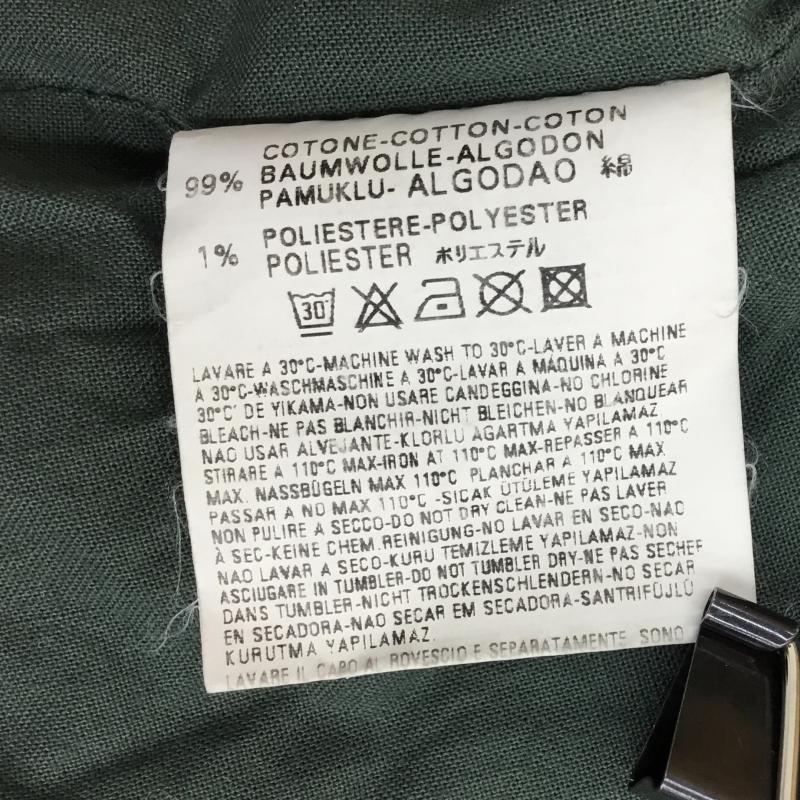 COTONE-COTTON-COTON
99% BAUMWOLLE-ALGODON
PAMUKLU- ALGODAO 綿
POLIESTERE-POLYESTER
1% POLIESTER ポリエステル
30
LAVARE A 30°C-MACHINE WASH TO 30°C-LAVER A MACHINE
A 30°C-WASCHMASCHINE A 30°C-LAVAR A MAQUINA A 30°C
30°C' DE YIKAMA-NON USARE CANDEGGINA-NO CHLORINE
BLEACH-NE PAS BLANCHIR-NICHT BLEICHEN-NO BLANQUEAR
NAO USAR ALVEJANTE-KLORLU AGARTMA YAPILAMAZ.
STIRARE A 110°C MAX-IRON AT 110°C MAX-REPASSER A 110°C
MAX. NASSBÜGELN MAX 110°C PLANCHAR A 110°C MAX
PASSAR A NO MAX 110°C -SICAK ÜTÜLEME YAPILAMAZ
NON PULIRE A SECCO-DO NOT DRY CLEAN-NE PAS LAVER
À SEC-KEINE CHEM.REINIGUNG-NO LAVAR EN SECO-NAO
NAO LAVAR A SECO-KURU TEMIZLEME YAPILAMAZ-NON
ASCIUGARE IN TUMBLER-DO NOT TUMBLER DRY-NE PAS SECHER
DANS TUMBLER-NICHT TROCKENSCHLENDERN-NO SECAR
EN SECADORA-NAO SECAR EM SECADORA-SANTRIFÜJLÜ
KURUTMA YAPILAMAZ.
LAVARE IL CAPO AL ROVESCIO E SEPARATAMENTE. SONO